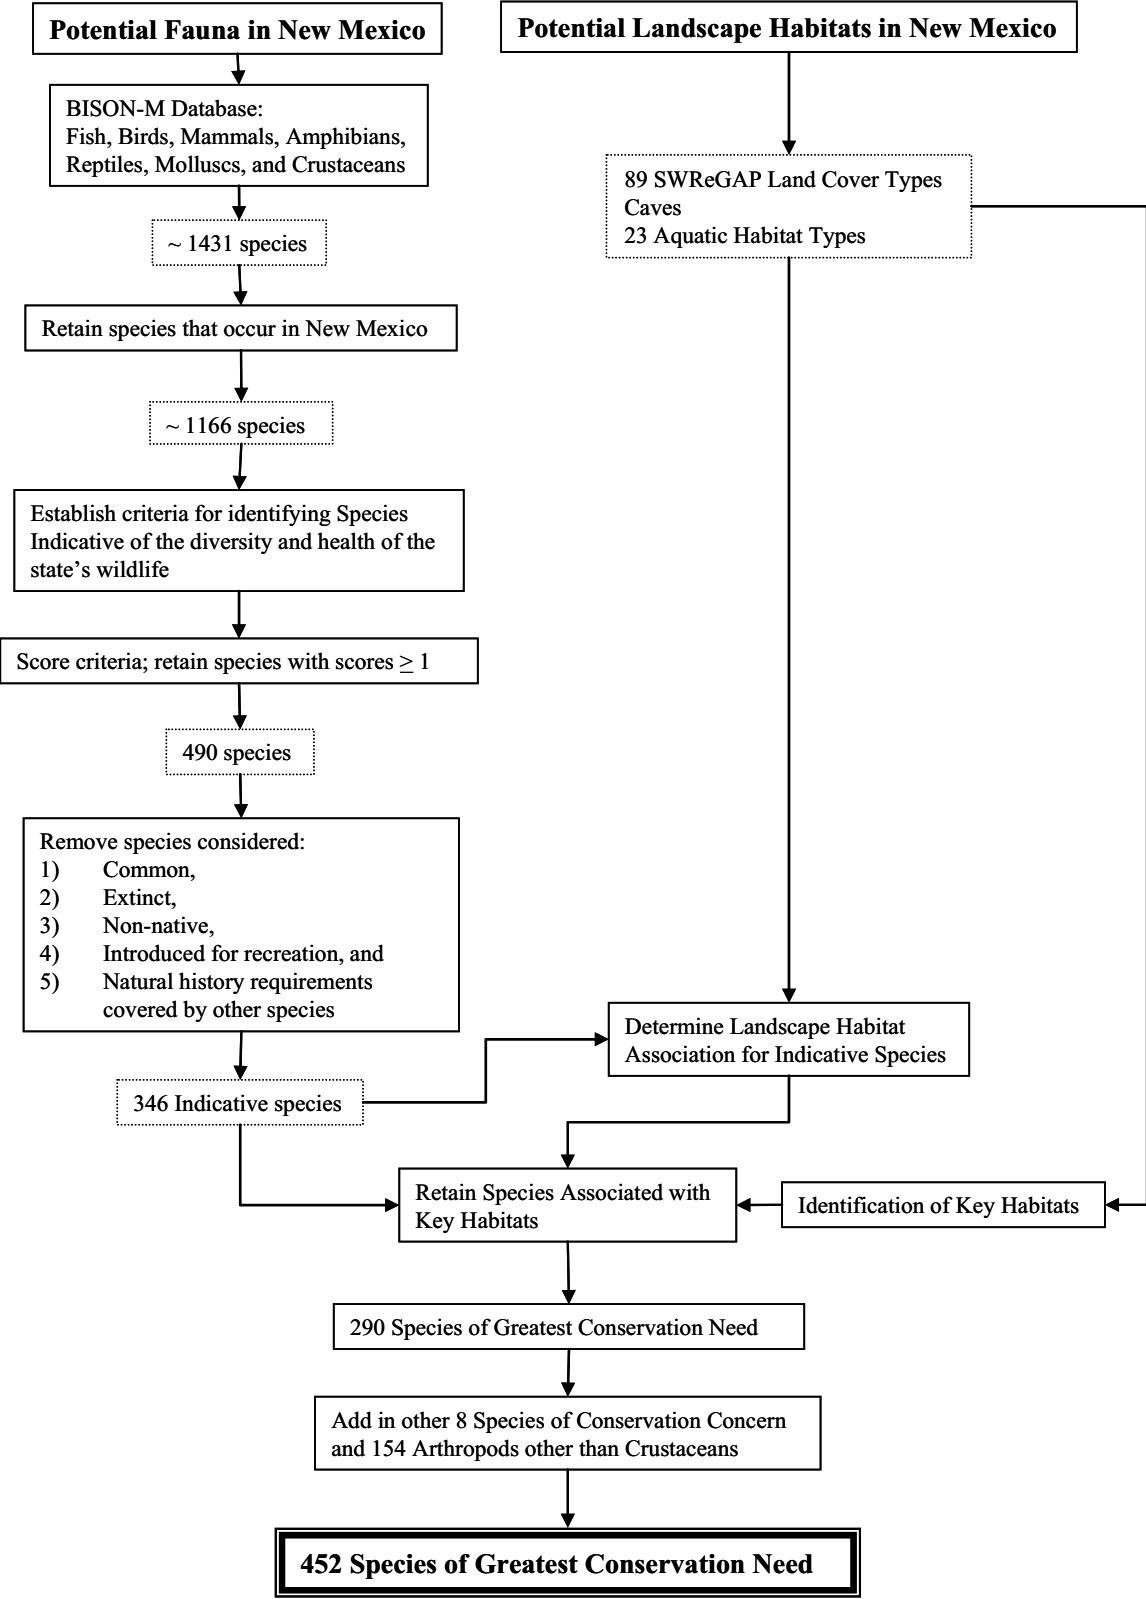 Potential Fauna in New Mexico
Potential Landscape Habitats in New Mexico
BISON-M Database:
Fish, Birds, Mammals, Amphibians,
Reptiles, Molluscs, and Crustaceans
89 SWReGAP Land Cover Types
Caves
23 Aquatic Habitat Types
~ 1431 species
Retain species that occur in New Mexico
~ 1166 species
Establish criteria for identifying Species
Indicative of the diversity and health of the
state’s wildlife
Score criteria; retain species with scores ≥ 1
490 species
Remove species considered:
1) Common,
2) Extinct,
3) Non-native,
4) Introduced for recreation, and
5) Natural history requirements
covered by other species
Determine Landscape Habitat
Association for Indicative Species
346 Indicative species
Retain Species Associated with
Key Habitats
Identification of Key Habitats
290 Species of Greatest Conservation Need
Add in other 8 Species of Conservation Concern
and 154 Arthropods other than Crustaceans
452 Species of Greatest Conservation Need